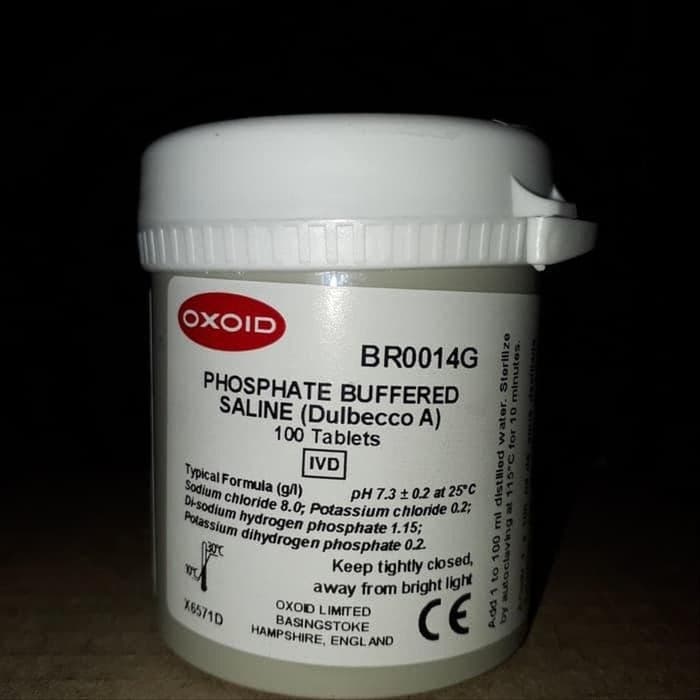 OXOID
BR0014G
PHOSPHATE BUFFERED
SALINE (Dulbecco A)
100 Tablets
IVD
Typical Formula (g/l) pH 7.3 ± 0.2 at 25°C
Sodium chloride 8.0; Potassium chloride 0.2;
Di-sodium hydrogen phosphate 1.15;
Potassium dihydrogen phosphate 0.2.
30°C
10°C
Keep tightly closed,
away from bright light
X6571D
OXOID LIMITED
BASINGSTOKE
HAMPSHIRE, ENGLAND
CE
Add 1 to 100 ml distilled water. Sterilize
by autoclaving at 115°C for 10 minutes.